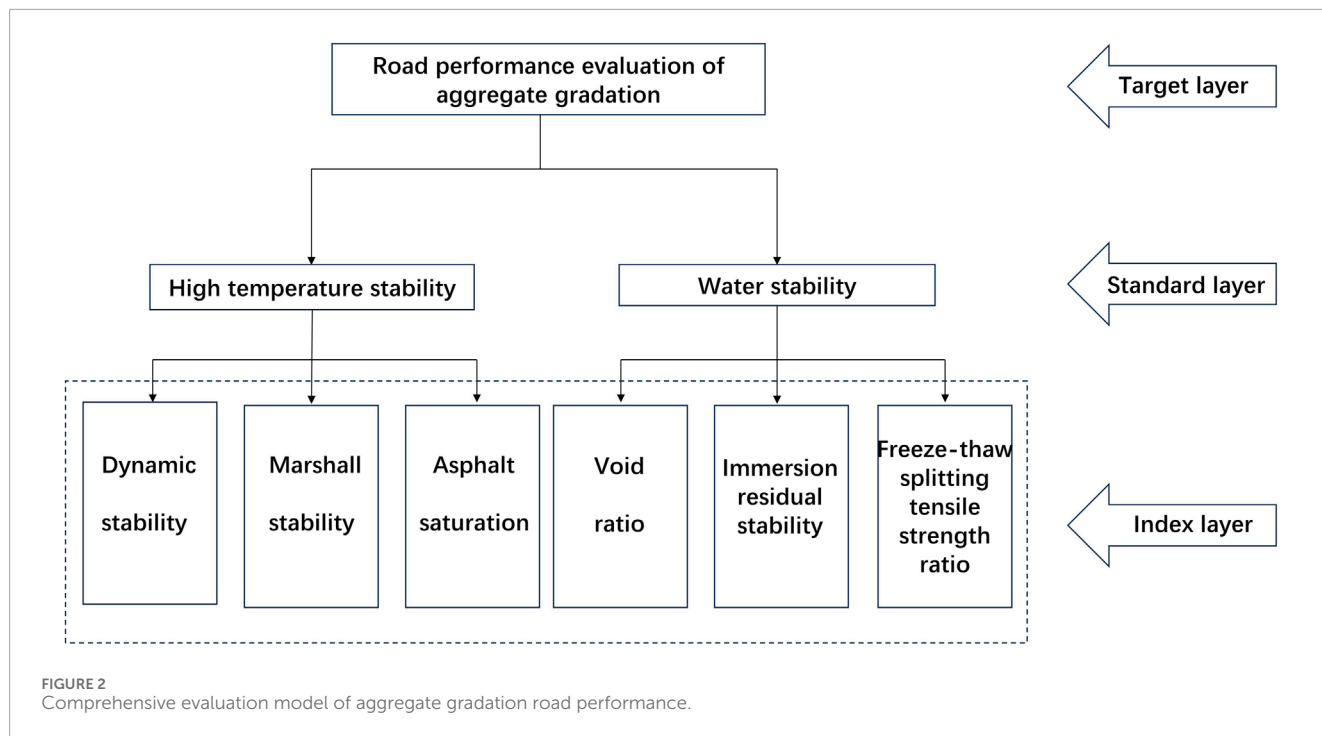 Road performance evaluation of
aggregate gradation
Target layer
High temperature stability
Water stability
Standard layer
Dynamic
stability
Marshall
stability
Asphalt
saturation
Void
ratio
Immersion
residual
stability
Freeze-thaw
splitting
tensile
strength
ratio
Index layer
FIGURE 2
Comprehensive evaluation model of aggregate gradation road performance.